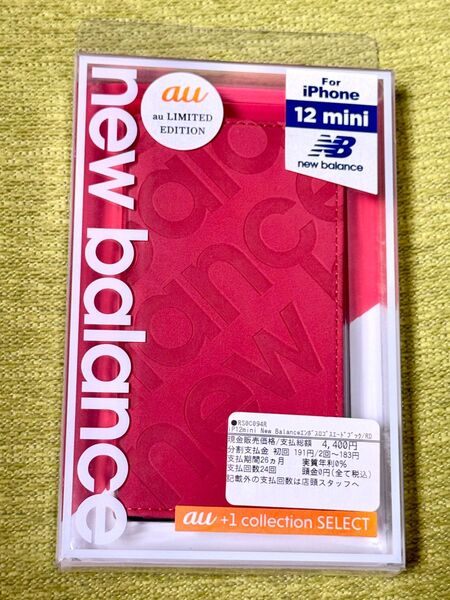 new balance
au
au LIMITED
EDITION
For
iPhone
12 mini
NB
new balance
balance
new
●RS0C094R
iP12mini New Balanceｴﾝﾎﾞｽﾛｺﾞｽｴｰﾄﾞﾌﾞｯｸ/RD
現金販売価格/支払総額 4,400円
分割支払金 初回 191円/2回～183円
支払期間26ヵ月 実質年利0%
支払回数24回 頭金0円(全て税込)
記載外の支払回数は店頭スタッフへ
au +1 collection SELECT